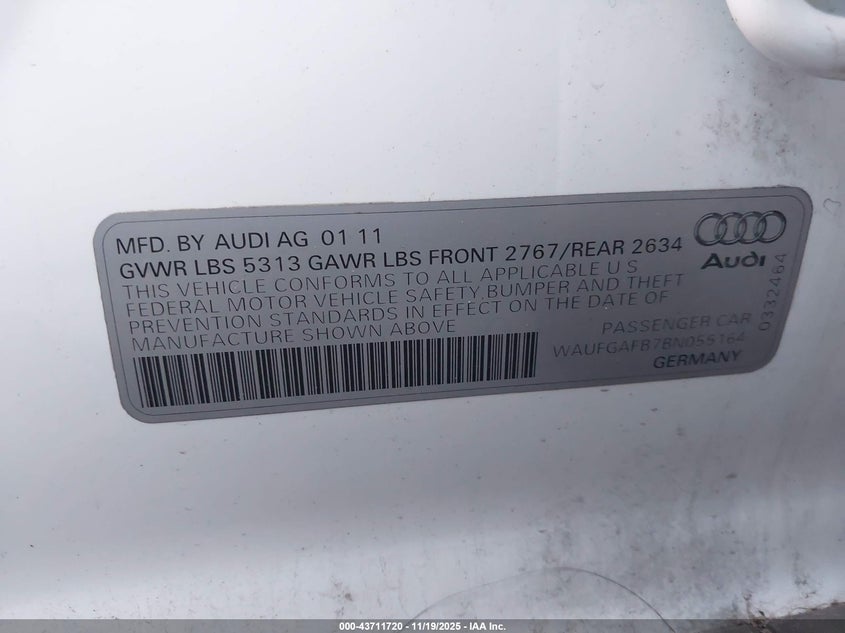 MFD. BY AUDI AG 01 11
GVWR LBS 5313 GAWR LBS FRONT 2767/REAR 2634
THIS VEHICLE CONFORMS TO ALL APPLICABLE U S
FEDERAL MOTOR VEHICLE SAFETY BUMPER AND THEFT
PREVENTION STANDARDS IN EFFECT ON THE DATE OF
MANUFACTURE SHOWN ABOVE
Audi
0332464
PASSENGER CAR
WAUFGAFB7BN055164
GERMANY
000-43711720 - 11/19/2025 - IAA Inc.